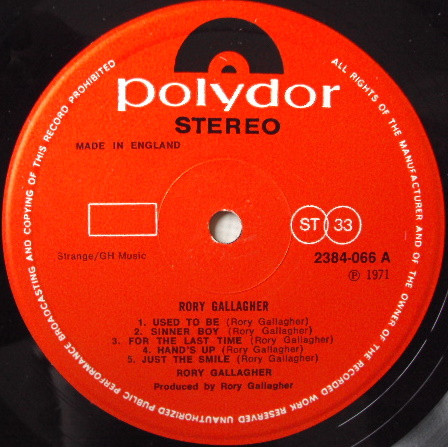 polydor
STEREO
MADE IN ENGLAND
ST 33
Strange/GH Music
2384-066 A
℗ 1971
RORY GALLAGHER
1. USED TO BE (Rory Gallagher)
2. SINNER BOY (Rory Gallagher)
3. FOR THE LAST TIME (Rory Gallagher)
4. HAND'S UP (Rory Gallagher)
5. JUST THE SMILE (Rory Gallagher)
RORY GALLAGHER
Produced by Rory Gallagher
ALL RIGHTS OF THE MANUFACTURER AND OF THE OWNER OF THE RECORDED WORK RESERVED UNAUTHORIZED PUBLIC PERFORMANCE BROADCASTING AND COPYING OF THIS RECORD PROHIBITED